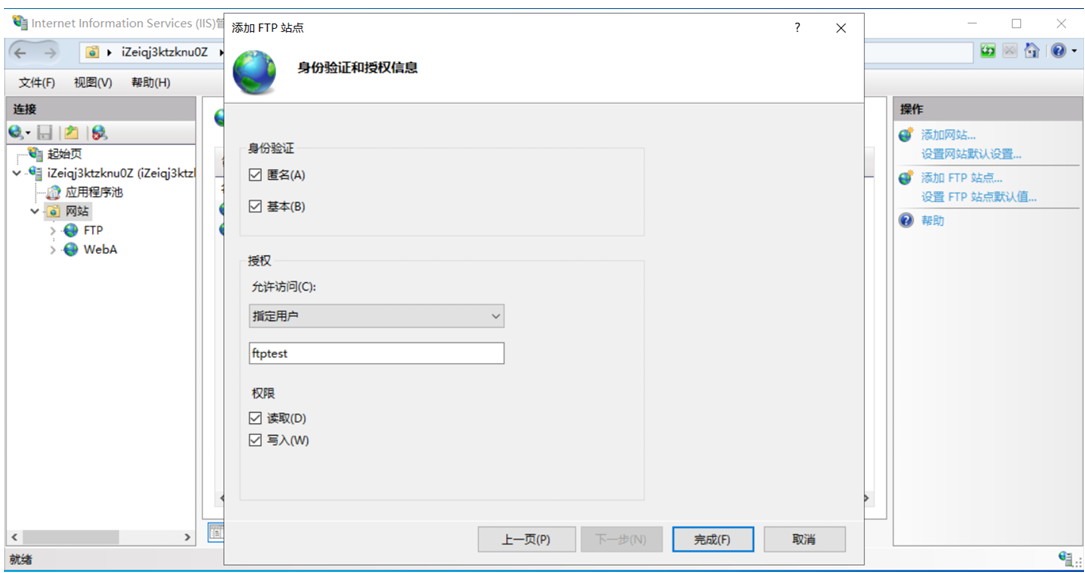 Internet Information Services (IIS)管
添加 FTP 站点
?
iZeiqj3ktzknu0Z
身份验证和授权信息
文件(F) 视图(V) 帮助(H)
连接
操作
起始页
iZeiqj3ktzknu0Z (iZeiqj3ktzl
应用程序池
网站
FTP
WebA
身份验证
匿名(A)
基本(B)
授权
允许访问(C):
指定用户
ftptest
权限
读取(D)
写入(W)
添加网站...
设置网站默认设置...
添加 FTP 站点...
设置 FTP 站点默认值...
帮助
上一页(P) 下一步(N) 完成(F) 取消
就绪